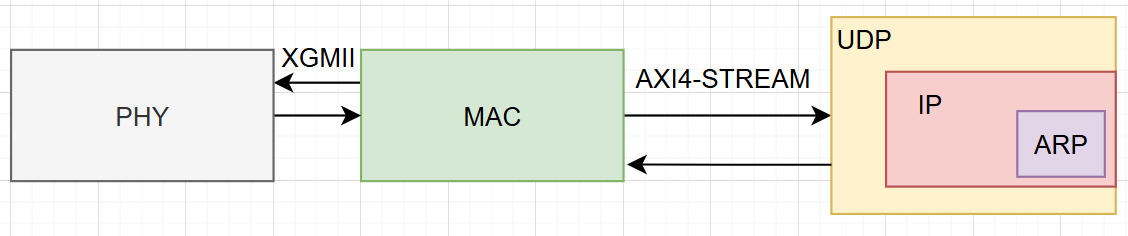 PHY
XGMII
MAC
AXI4-STREAM
UDP
IP
ARP